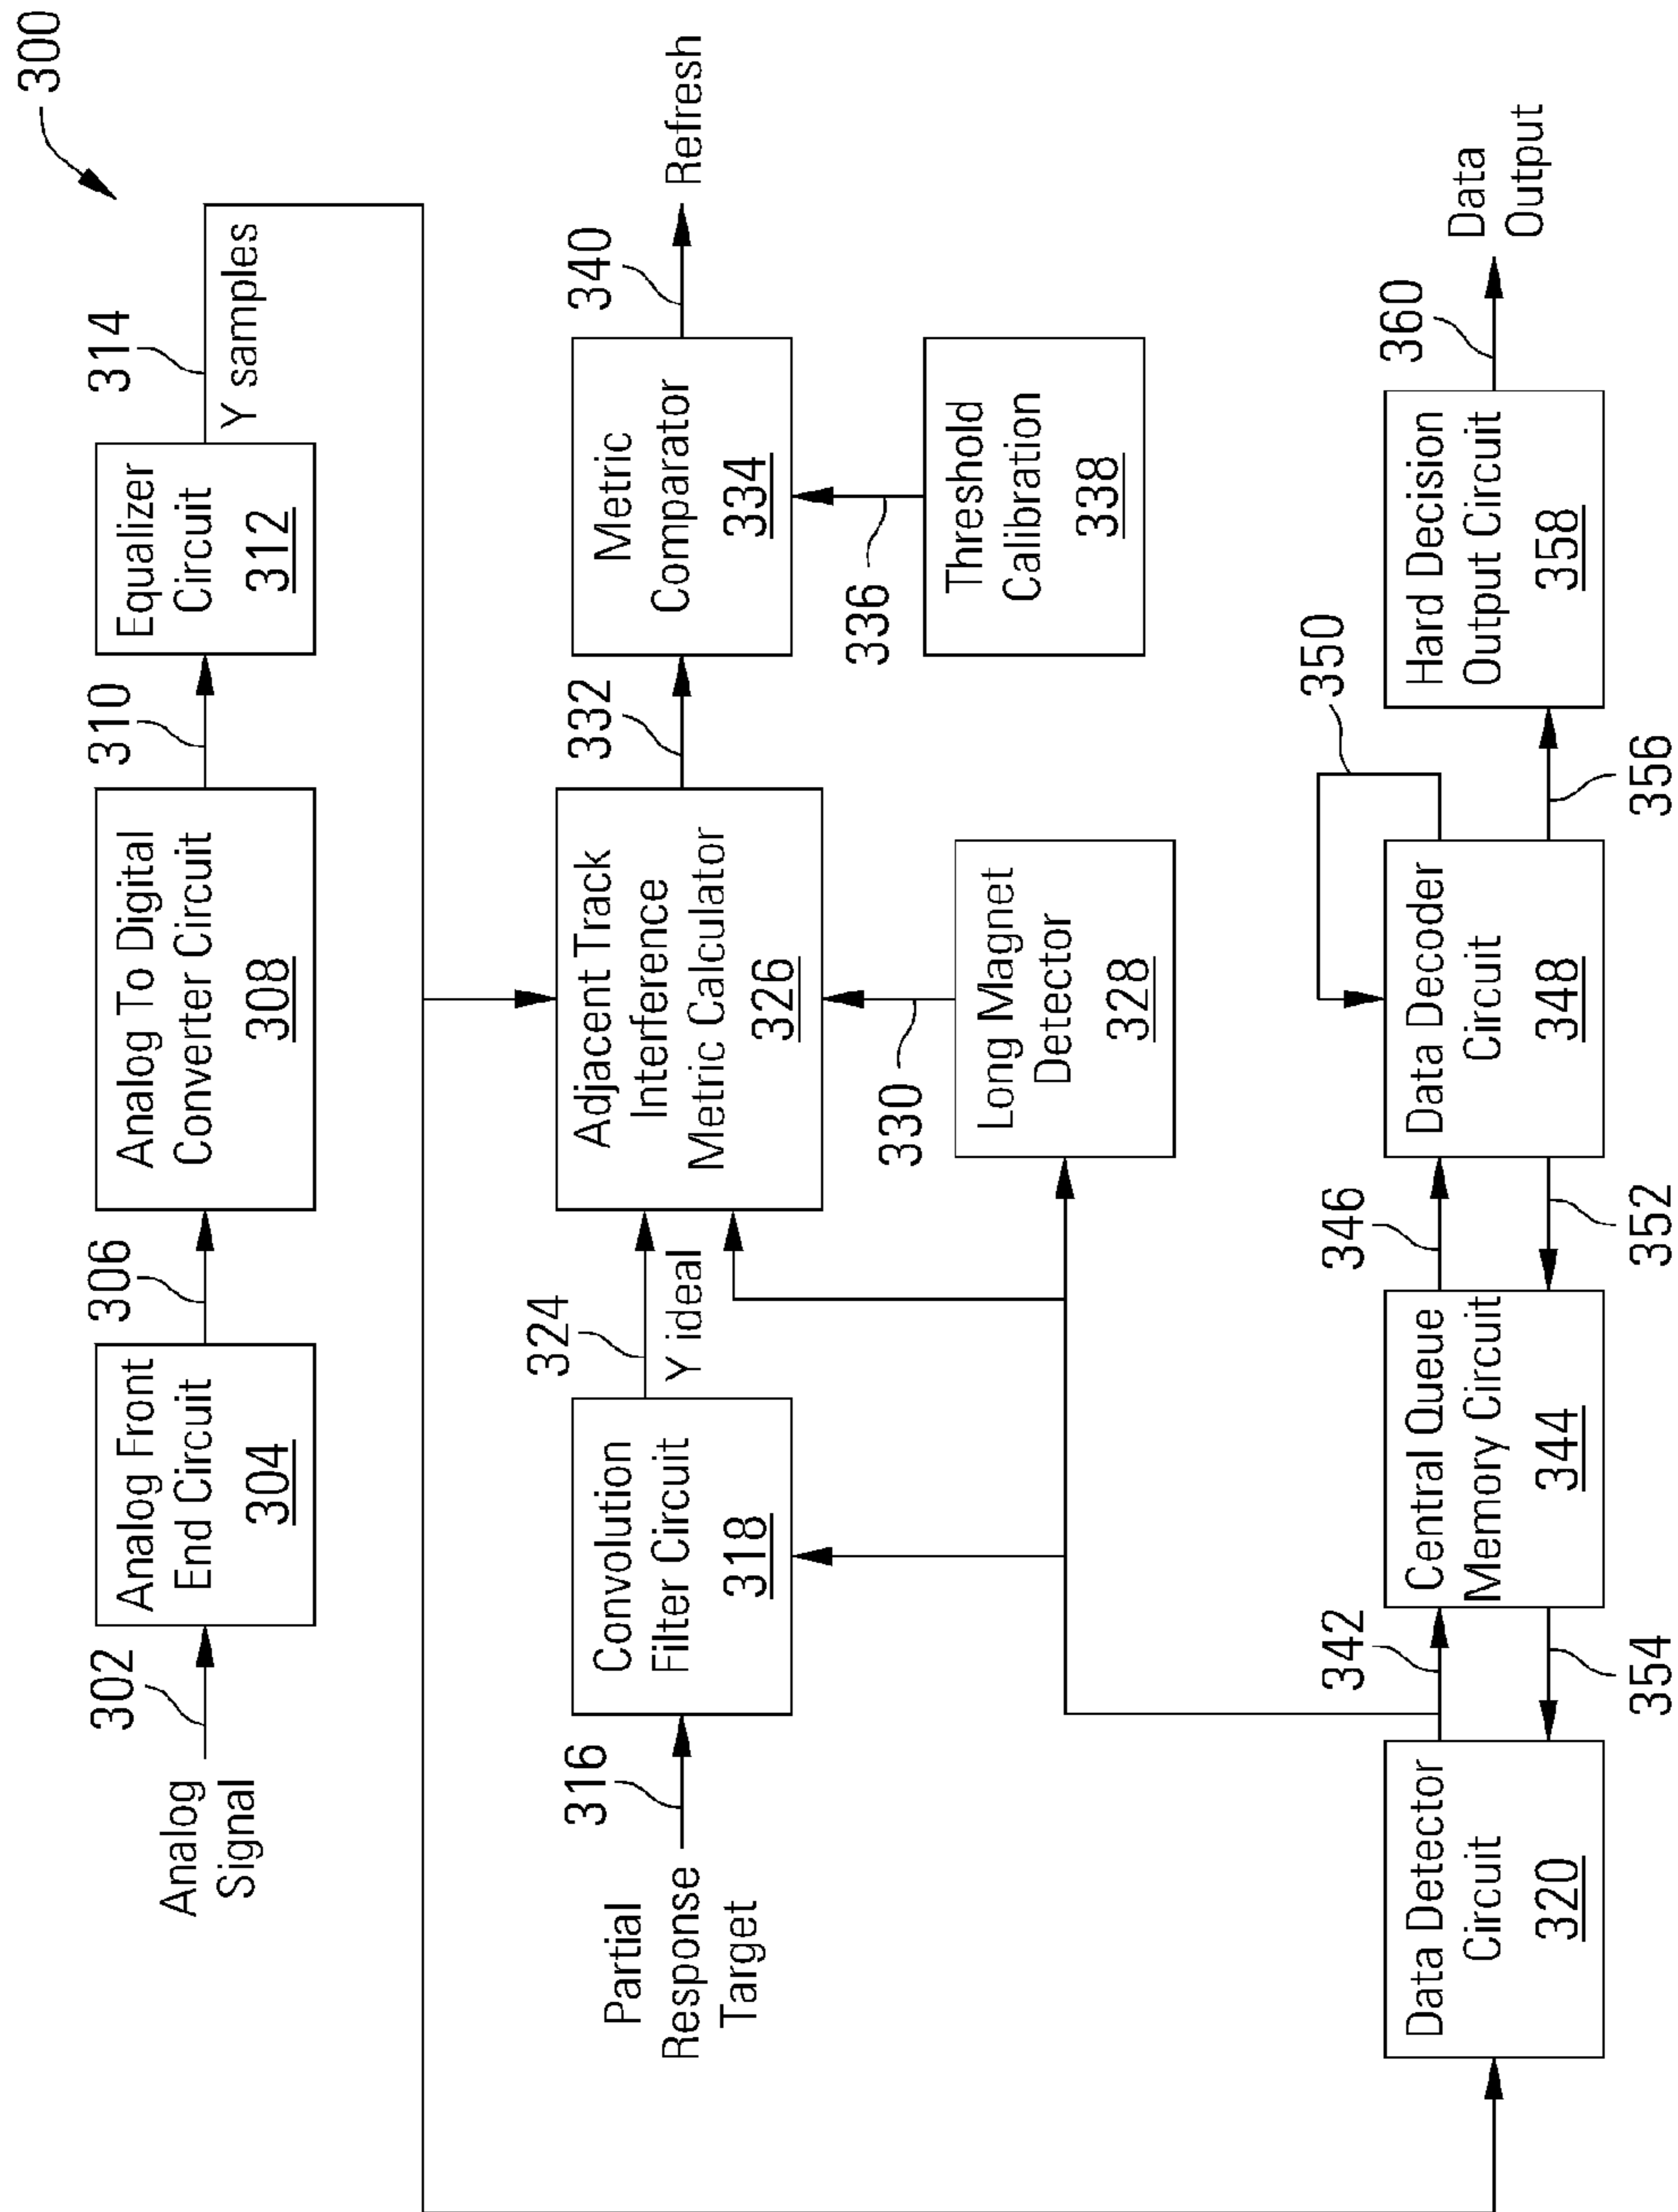 300
302
Analog
Signal
Analog Front
End Circuit
304
306
Analog To Digital
Converter Circuit
308
310
Equalizer
Circuit
312
314
Y samples
Partial
Response
Target
316
Convolution
Filter Circuit
318
324
Y ideal
Adjacent Track
Interference
Metric Calculator
326
332
Metric
Comparator
334
340
Refresh
330
Long Magnet
Detector
328
336
Threshold
Calibration
338
Data Detector
Circuit
320
342
354
Central Queue
Memory Circuit
344
346
352
Data Decoder
Circuit
348
350
356
Hard Decision
Output Circuit
358
360
Data
Output